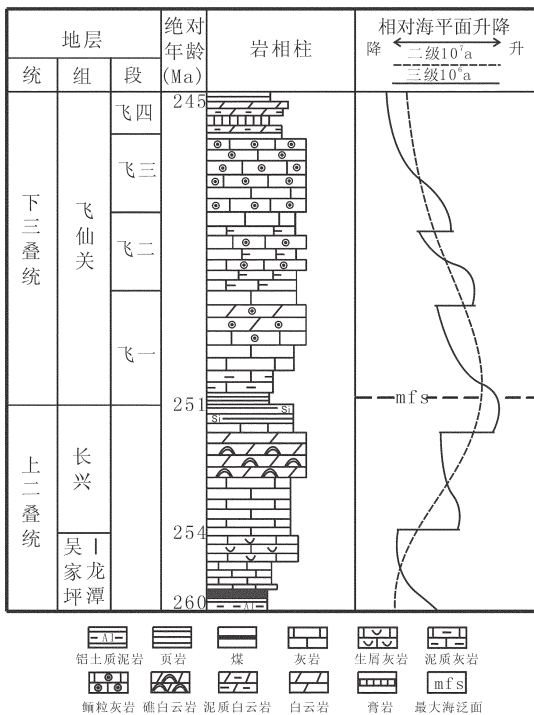 地层
绝对年龄(Ma)
岩相柱
相对海平面升降
降 二级10⁷a 升
三级10⁶a
统 组 段
245
飞四
飞三
飞二
飞一
下三叠统
飞仙关
mfs
251
Si
Si
上二叠统
长兴
254
吴家坪—龙潭
260
Al
Al
铝土质泥岩 页岩 煤 灰岩 生屑灰岩 泥质灰岩
mfs
鲕粒灰岩 礁白云岩 泥质白云岩 白云岩 膏岩 最大海泛面